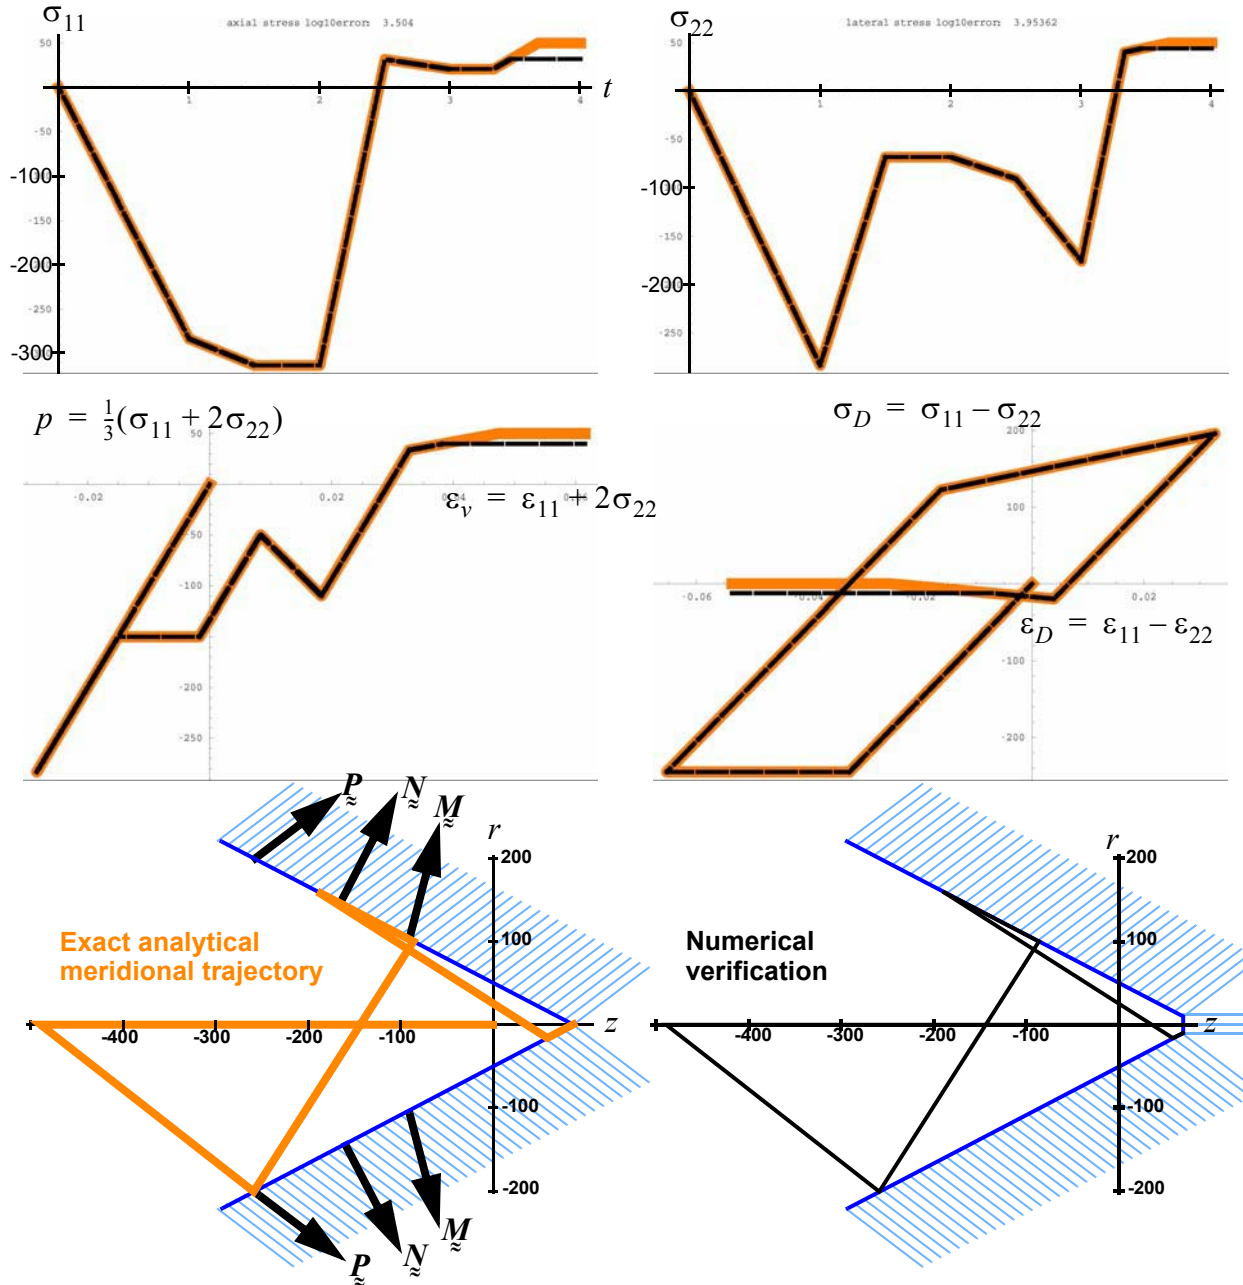 σ11
axial stress log10error: 3.504
50
t
1
2
3
4
-50
-100
-150
-200
-250
-300
σ22
lateral stress log10error: 3.95362
50
1
2
3
4
-50
-100
-150
-200
-250
p = 1/3(σ11 + 2σ22)
50
-0.02
0.02
0.04
εv = ε11 + 2σ22
-50
-100
-200
-250
σD = σ11 − σ22
200
100
-0.06
-0.04
-0.02
0.02
εD = ε11 − ε22
-100
-200
P
N
M
r
200
100
Exact analytical
meridional trajectory
-400
-300
-200
-100
z
-100
-200
M
N
P
r
200
100
Numerical
verification
-400
-300
-200
-100
z
-100
-200